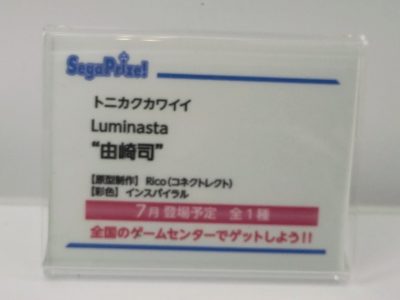 SegaPrize!
トニカクカワイイ
Luminasta
“由崎司”
【原型制作】 Rico（コネクトレクト）
【彩色】 インスパイラル
7月 登場予定 全1種
全国のゲームセンターでゲットしよう!!